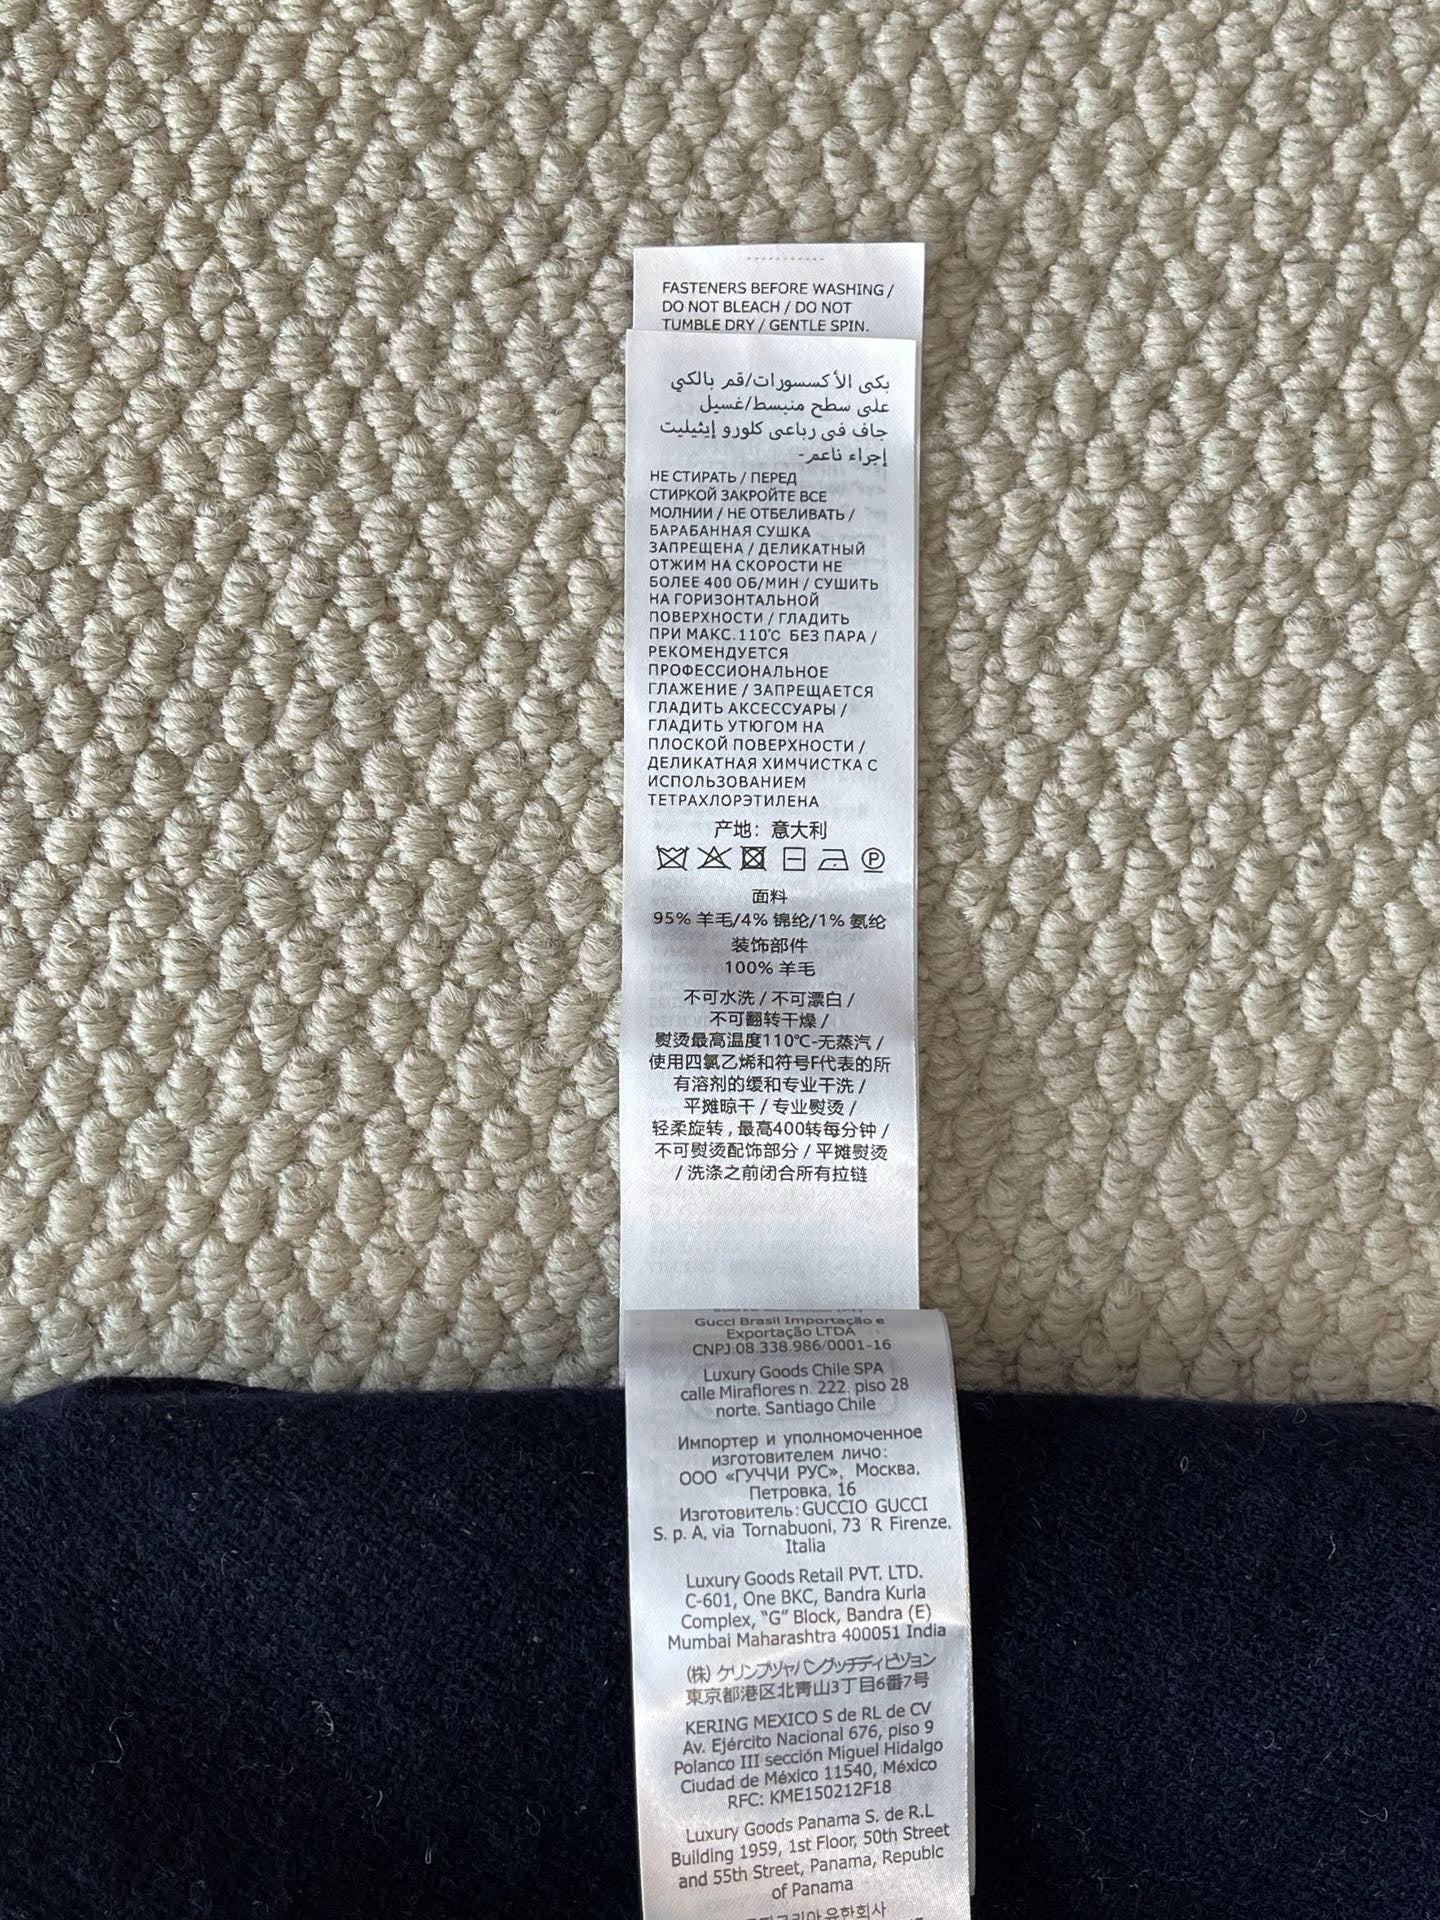 FASTENERS BEFORE WASHING /
DO NOT BLEACH / DO NOT
TUMBLE DRY / GENTLE SPIN.
بكي الأكسسورات/قم بالكي
على سطح منبسط/غسيل
جاف في رباعي كلورو إيثيليت
إجراء ناعم-
НЕ СТИРАТЬ / ПЕРЕД
СТИРКОЙ ЗАКРОЙТЕ ВСЕ
МОЛНИИ / НЕ ОТБЕЛИВАТЬ /
БАРАБАННАЯ СУШКА
ЗАПРЕЩЕНА / ДЕЛИКАТНЫЙ
ОТЖИМ НА СКОРОСТИ НЕ
БОЛЕЕ 400 ОБ/МИН / СУШИТЬ
НА ГОРИЗОНТАЛЬНОЙ
ПОВЕРХНОСТИ / ГЛАДИТЬ
ПРИ МАКС.110℃ БЕЗ ПАРА /
РЕКОМЕНДУЕТСЯ
ПРОФЕССИОНАЛЬНОЕ
ГЛАЖЕНИЕ / ЗАПРЕЩАЕТСЯ
ГЛАДИТЬ АКСЕССУАРЫ /
ГЛАДИТЬ УТЮГОМ НА
ПЛОСКОЙ ПОВЕРХНОСТИ /
ДЕЛИКАТНАЯ ХИМЧИСТКА С
ИСПОЛЬЗОВАНИЕМ
ТЕТРАХЛОРЭТИЛЕНА
产地：意大利
P
面料
95% 羊毛/4% 锦纶/1% 氨纶
装饰部件
100% 羊毛
不可水洗 / 不可漂白 /
不可翻转干燥 /
熨烫最高温度110℃-无蒸汽 /
使用四氯乙烯和符号F代表的所
有溶剂的缓和专业干洗 /
平摊晾干 / 专业熨烫 /
轻柔旋转 , 最高400转每分钟 /
不可熨烫配饰部分 / 平摊熨烫
/ 洗涤之前闭合所有拉链
Gucci Brasil Importação e
Exportação LTDA
CNPJ 08.338.986/0001-16
Luxury Goods Chile SPA
calle Miraflores n. 222. piso 28
norte. Santiago Chile
Импортер и уполномоченное
изготовителем личо:
ООО «ГУЧЧИ РУС», Москва,
Петровка, 16
Изготовитель: GUCCIO GUCCI
S. p. A, via Tornabuoni, 73 R Firenze,
Italia
Luxury Goods Retail PVT. LTD.
C-601, One BKC, Bandra Kurla
Complex, "G" Block, Bandra (E)
Mumbai Maharashtra 400051 India
(株) ケリンプジャパングッチディビジョン
東京都港区北青山3丁目6番7号
KERING MEXICO S de RL de CV
Av. Ejército Nacional 676, piso 9
Polanco III sección Miguel Hidalgo
Ciudad de México 11540, México
RFC: KME150212F18
Luxury Goods Panama S. de R.L
Building 1959, 1st Floor, 50th Street
and 55th Street, Panama, Republc
of Panama
유한회사